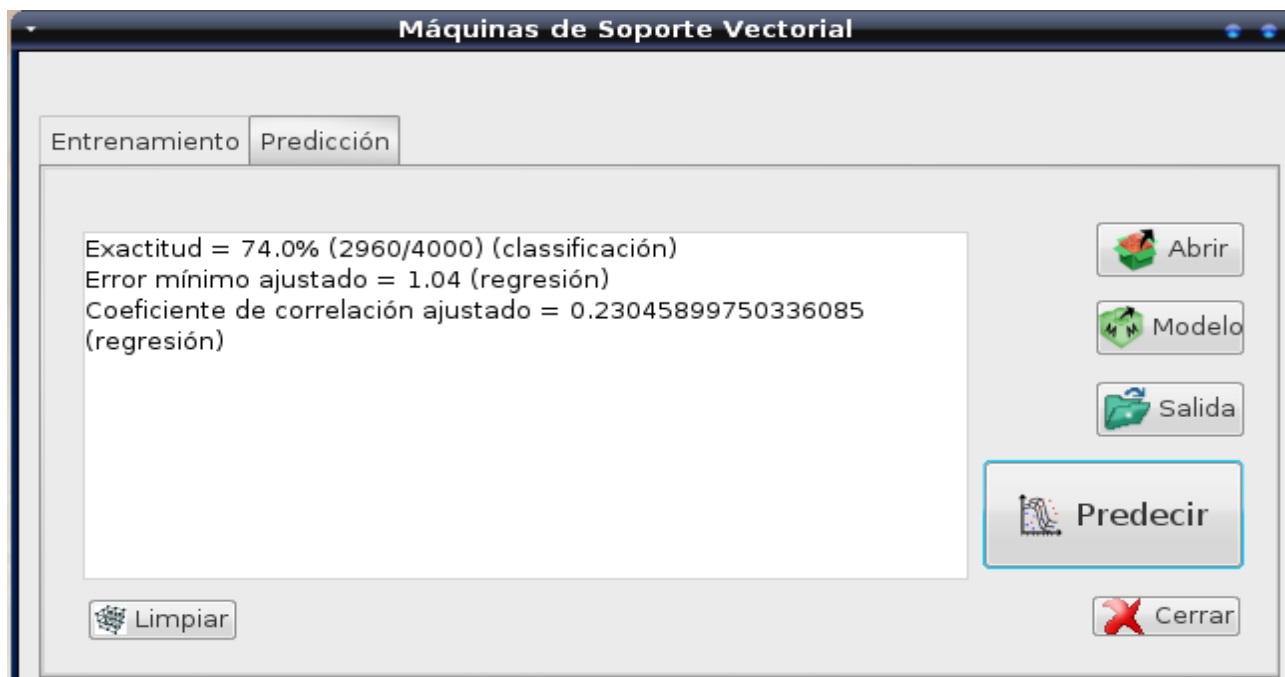 Máquinas de Soporte Vectorial
Entrenamiento
Predicción
Exactitud = 74.0% (2960/4000) (classificación)
Error mínimo ajustado = 1.04 (regresión)
Coeficiente de correlación ajustado = 0.23045899750336085
(regresión)
Abrir
Modelo
Salida
Predecir
Limpiar
Cerrar